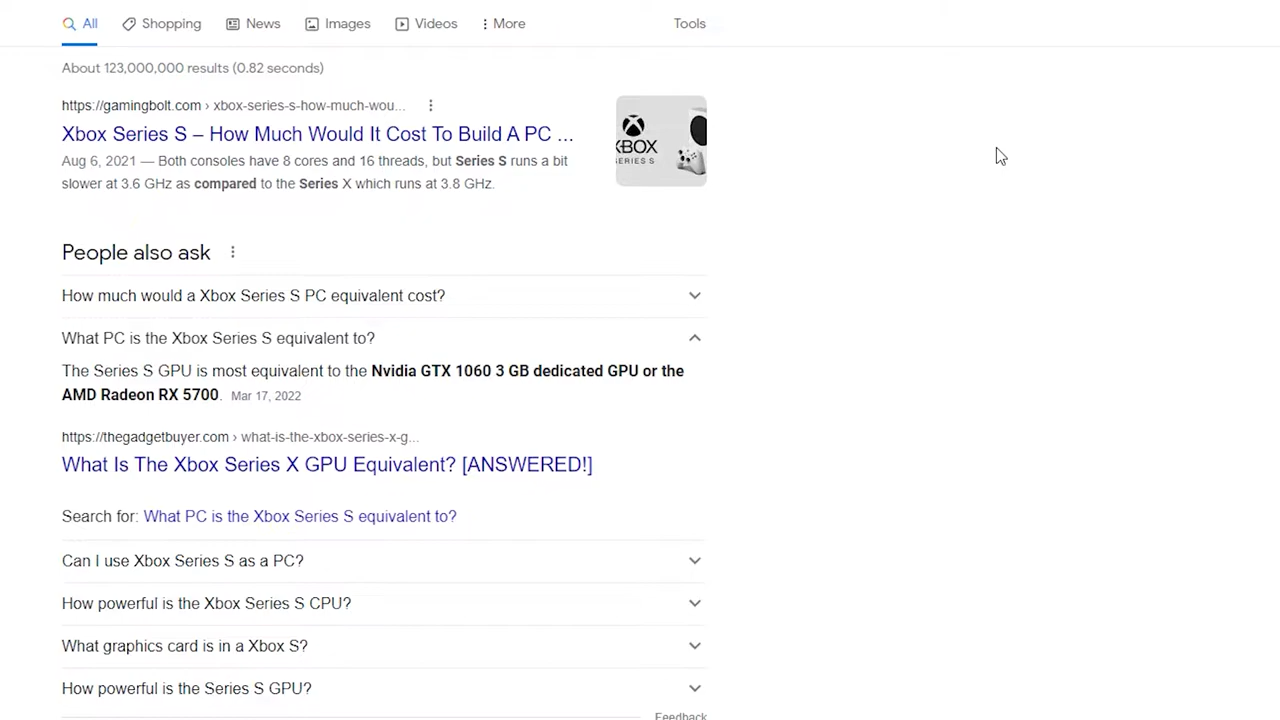 All Shopping News Images Videos More Tools
About 123,000,000 results (0.82 seconds)
https://gamingbolt.com › xbox-series-s-how-much-wou...
Xbox Series S – How Much Would It Cost To Build A PC ...
Aug 6, 2021 — Both consoles have 8 cores and 16 threads, but Series S runs a bit
slower at 3.6 GHz as compared to the Series X which runs at 3.8 GHz.
XBOX
SERIES S
People also ask
How much would a Xbox Series S PC equivalent cost?
What PC is the Xbox Series S equivalent to?
The Series S GPU is most equivalent to the Nvidia GTX 1060 3 GB dedicated GPU or the
AMD Radeon RX 5700. Mar 17, 2022
https://thegadgetbuyer.com › what-is-the-xbox-series-x-g...
What Is The Xbox Series X GPU Equivalent? [ANSWERED!]
Search for: What PC is the Xbox Series S equivalent to?
Can I use Xbox Series S as a PC?
How powerful is the Xbox Series S CPU?
What graphics card is in a Xbox S?
How powerful is the Series S GPU?
Feedback